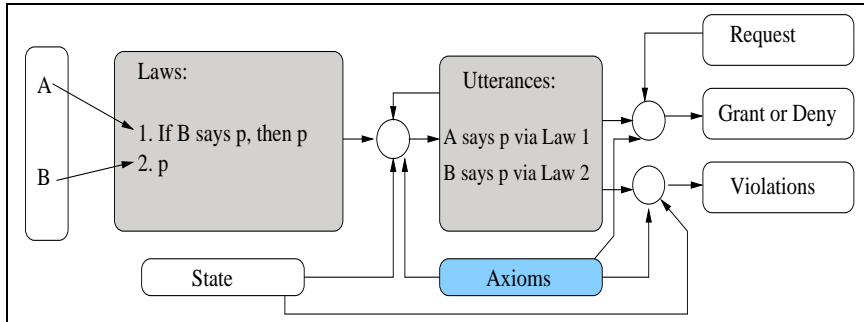 A
B
Laws:
1. If B says p, then p
2. p
Utterances:
A says p via Law 1
B says p via Law 2
Request
Grant or Deny
Violations
State
Axioms